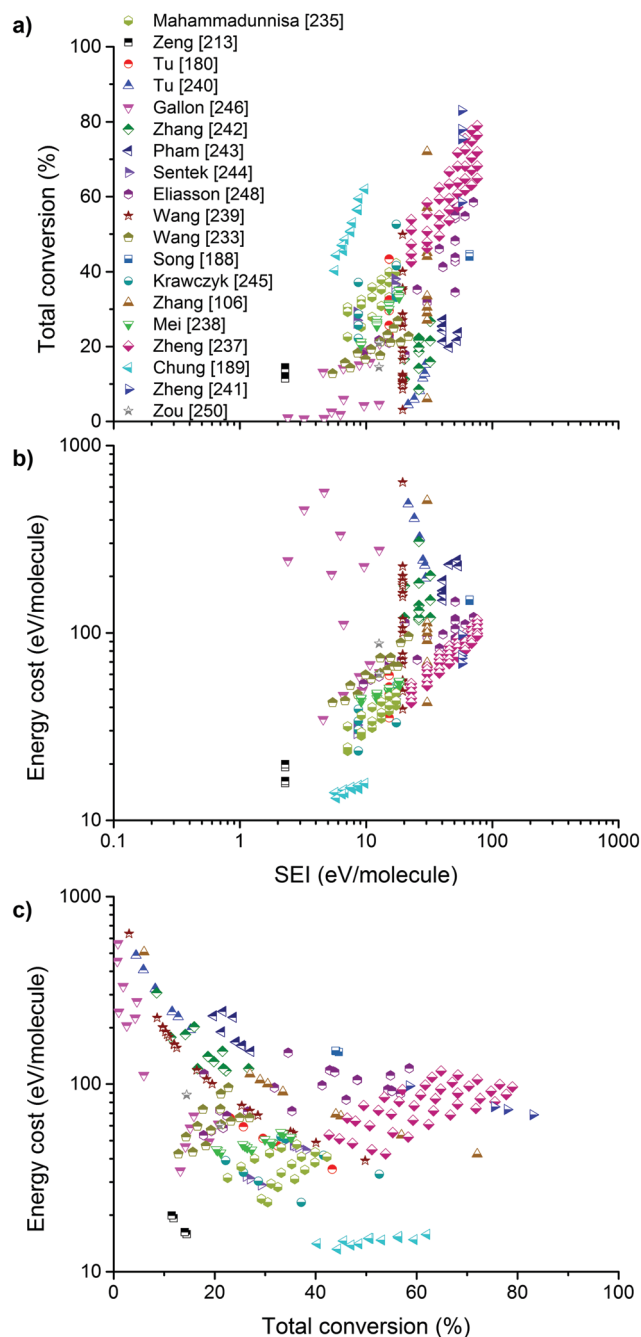 a)
Mahammadunnisa [235]
Zeng [213]
Tu [180]
Tu [240]
Gallon [246]
Zhang [242]
Pham [243]
Sentek [244]
Eliasson [248]
Wang [239]
Wang [233]
Song [188]
Krawczyk [245]
Zhang [106]
Mei [238]
Zheng [237]
Chung [189]
Zheng [241]
Zou [250]
Total conversion (%)
100
80
60
40
20
0
b)
Energy cost (eV/molecule)
1000
100
10
0.1 1 10 100 1000
SEI (eV/molecule)
c)
Energy cost (eV/molecule)
1000
100
10
0 20 40 60 80 100
Total conversion (%)